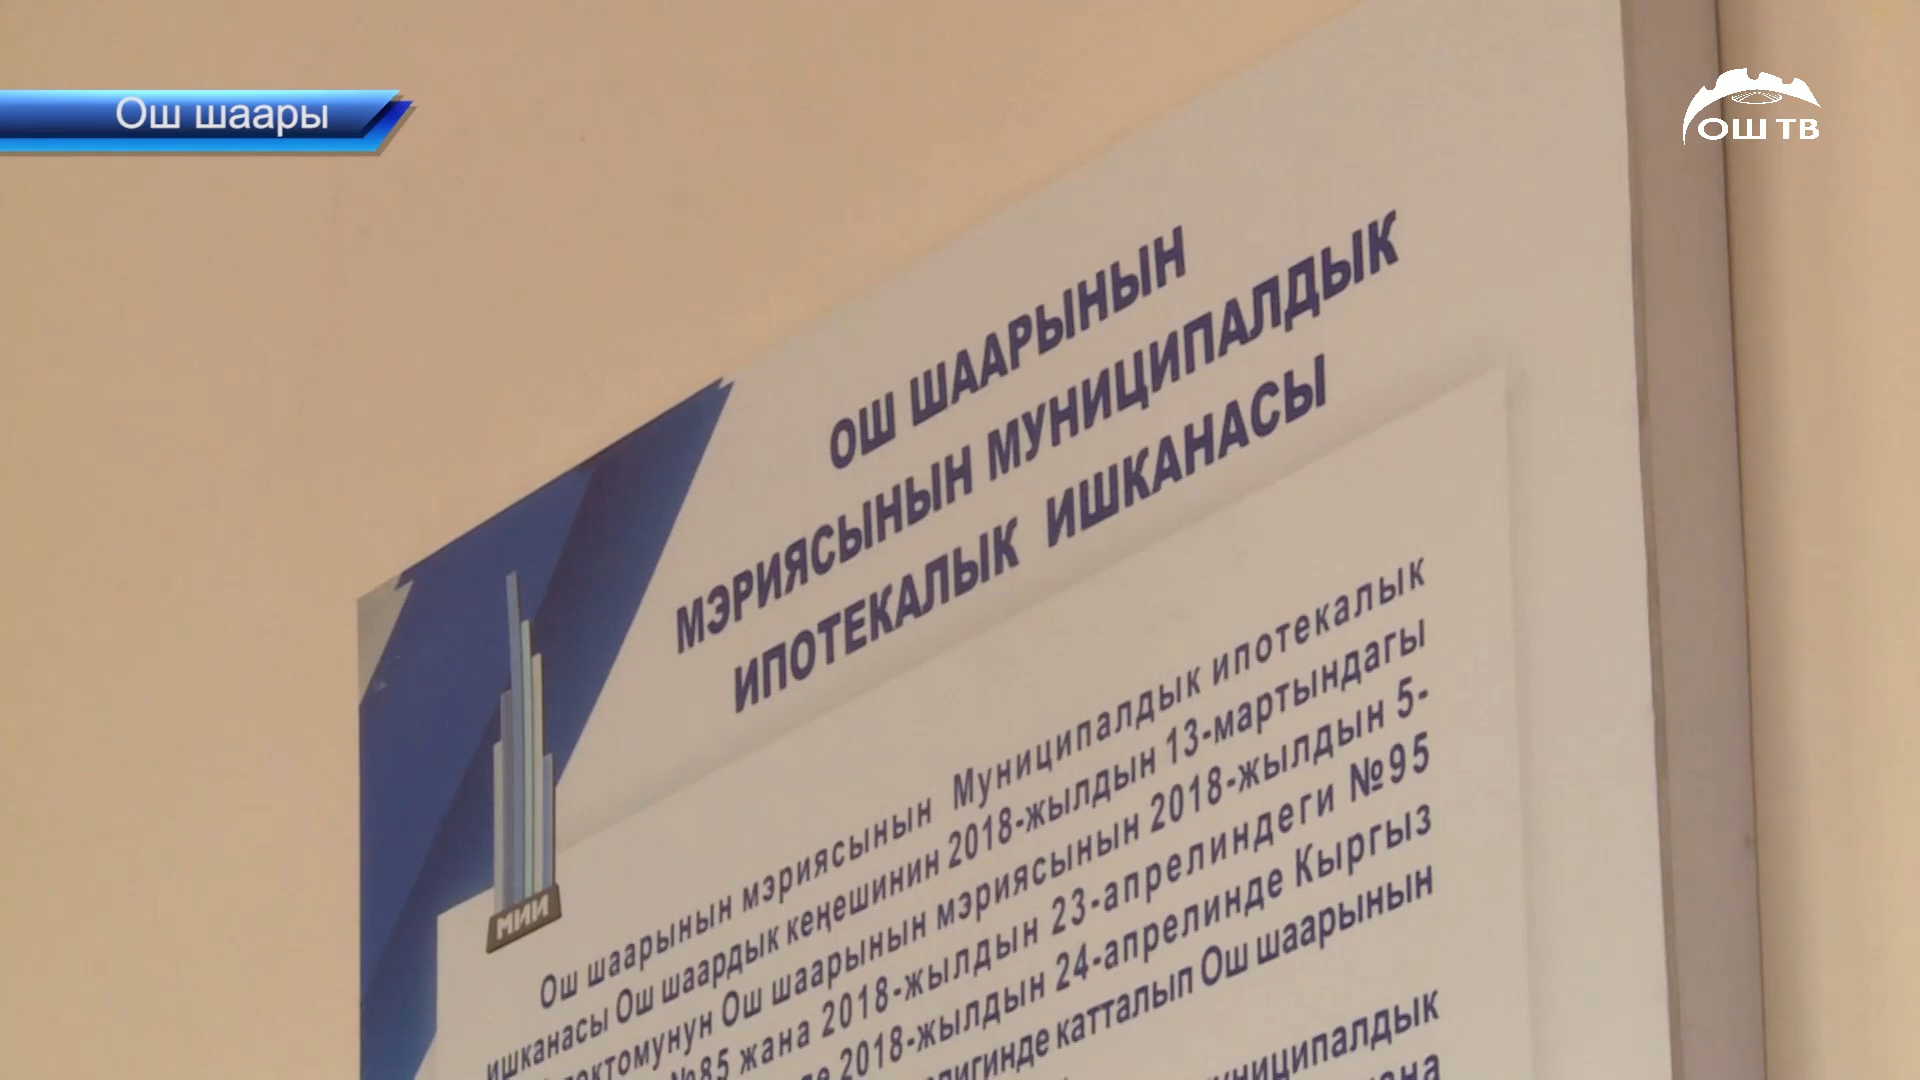 Ош шаары
ОШ ТВ
ОШ ШААРЫНЫН
МЭРИЯСЫНЫН МУНИЦИПАЛДЫК
ИПОТЕКАЛЫК ИШКАНАСЫ
МИИ
Ош шаарынын мэриясынын Муниципалдык ипотекалык
ишканасы Ош шаардык кеңешинин 2018-жылдын 13-мартындагы
Ош шаарынын мэриясынын 2018-жылдын 5-
№85 жана 2018-жылдын 23-апрелиндеги №95
2018-жылдын 24-апрелинде Кыргыз
катталып Ош шаарынын